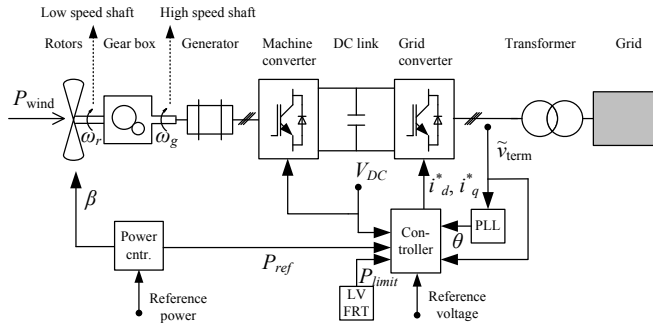 Low speed shaft
High speed shaft
Rotors
Gear box
Generator
Machine
converter
DC link
Grid
converter
Transformer
Grid
P_wind
ω_r
ω_g
ṽ_term
V_DC
i*_d, i*_q
β
Power
cntr.
P_ref
Con-
troller
θ
PLL
P_limit
LV
FRT
Reference
power
Reference
voltage